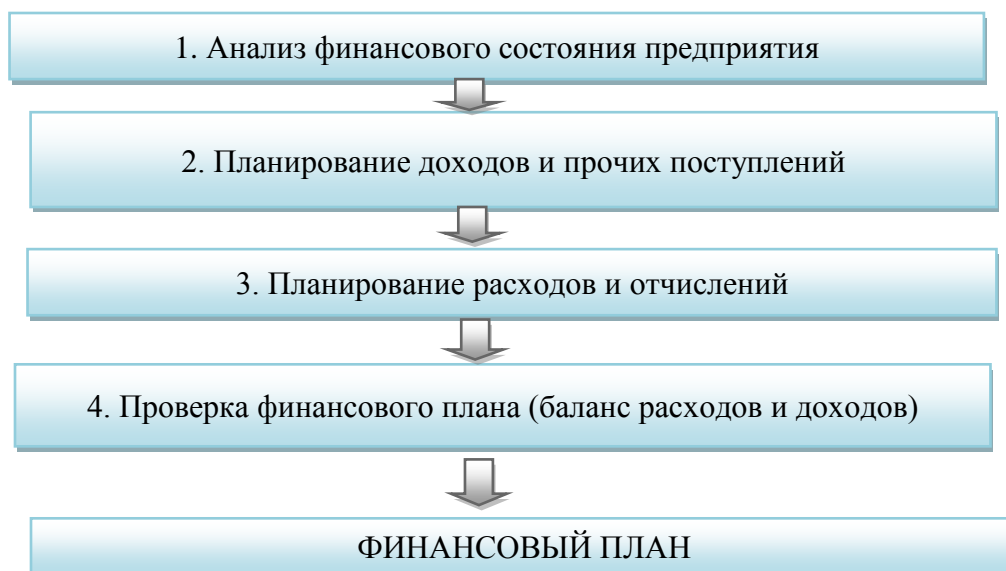 1. Анализ финансового состояния предприятия
2. Планирование доходов и прочих поступлений
3. Планирование расходов и отчислений
4. Проверка финансового плана (баланс расходов и доходов)
ФИНАНСОВЫЙ ПЛАН